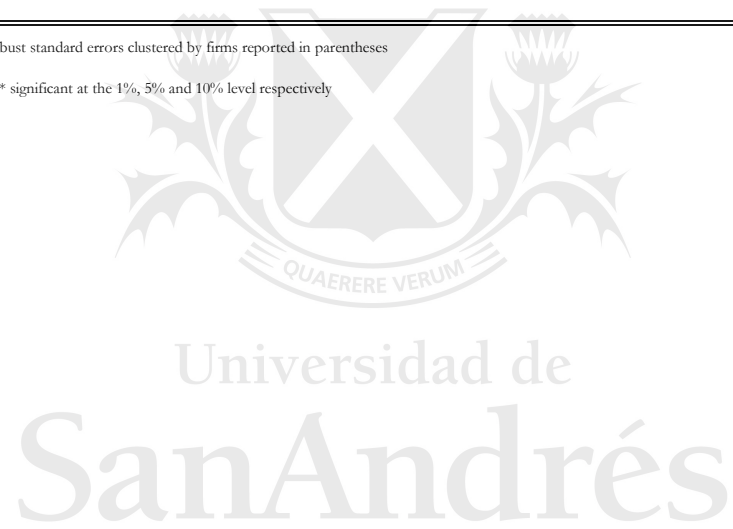 bust standard errors clustered by firms reported in parentheses
* significant at the 1%, 5% and 10% level respectively
QUAERERE VERUM
Universidad de
SanAndrés